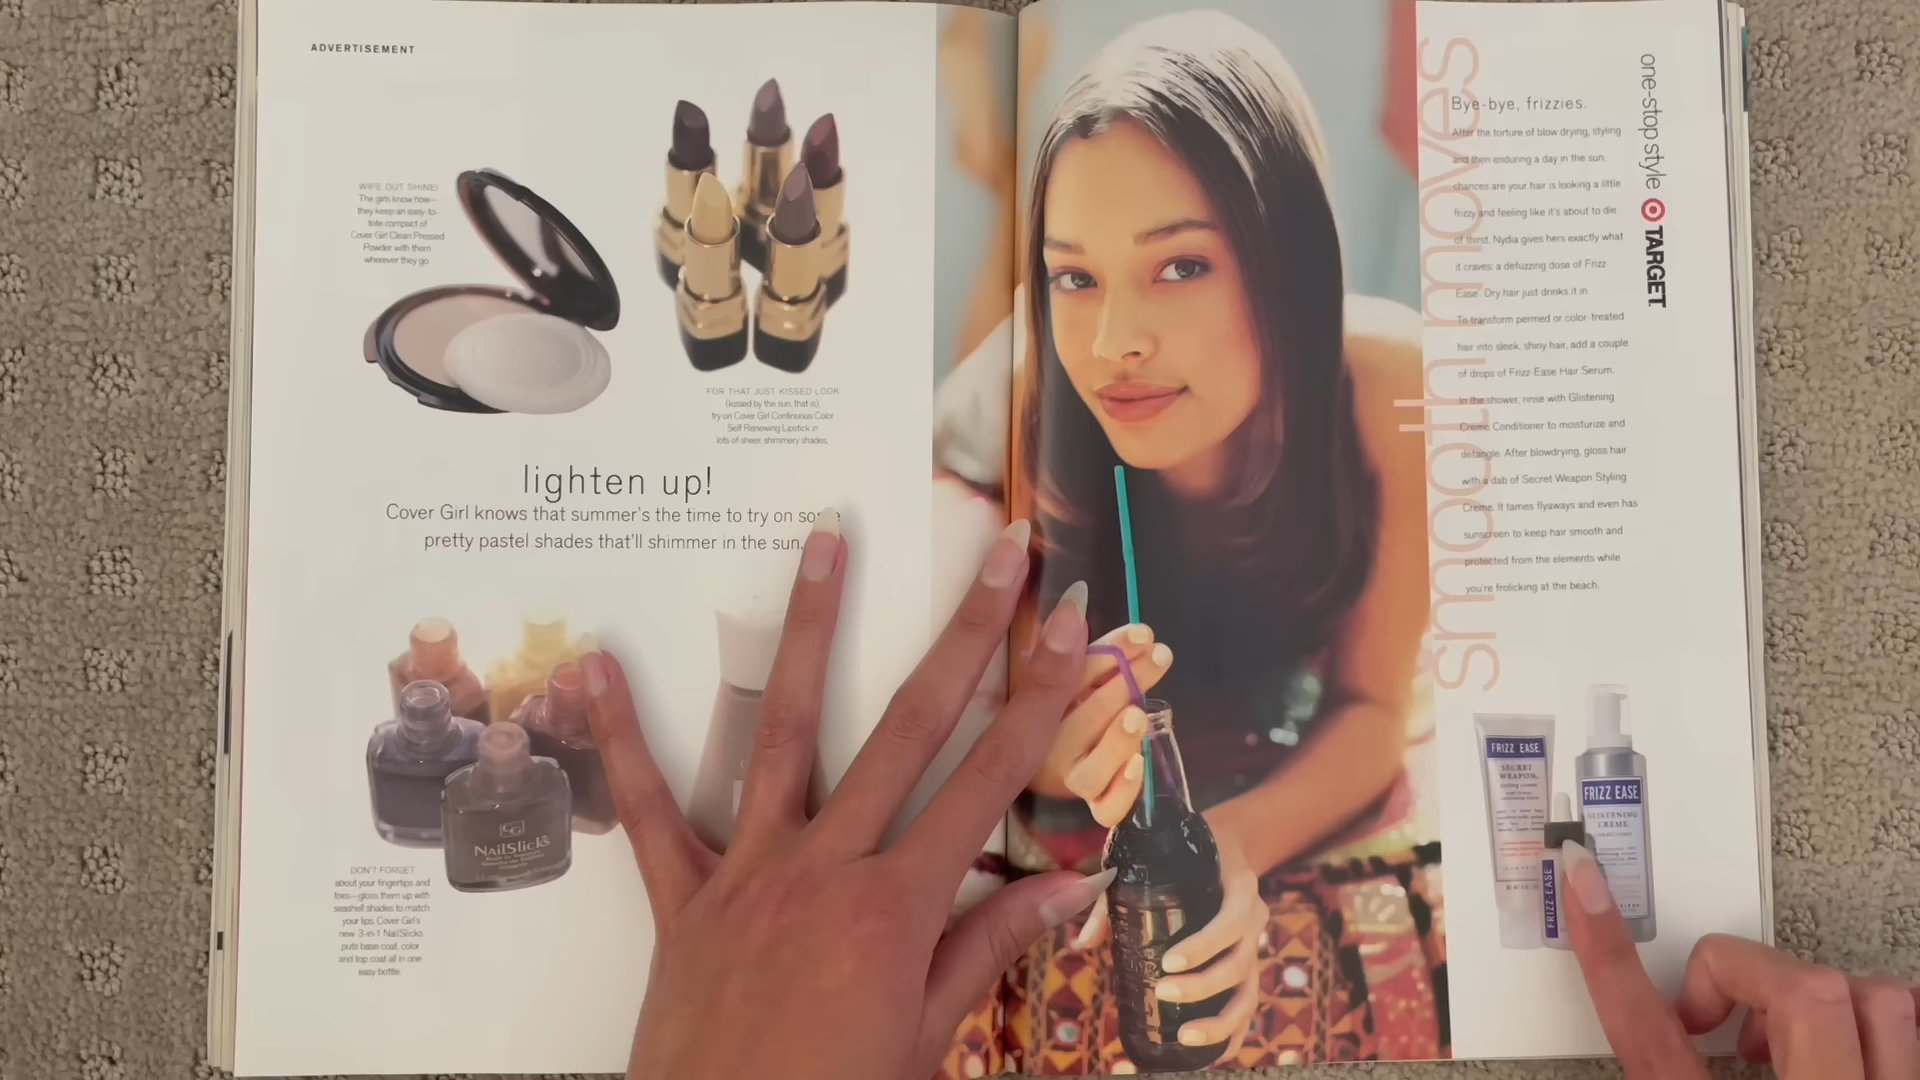 ADVERTISEMENT
WIPE OUT SHINE!
The girls know how—
they keep an easy-to-
tote compact of
Cover Girl Clean Pressed
Powder with them
wherever they go.
FOR THAT JUST KISSED LOOK
(kissed by the sun, that is),
try on Cover Girl Continuous Color
Self Renewing Lipstick in
lots of sheer, shimmery shades.
lighten up!
Cover Girl knows that summer's the time to try on some
pretty pastel shades that'll shimmer in the sun.
CG
NailSlicks
DON'T FORGET
about your fingertips and
toes—gloss them up with
seashell shades to match
your lips. Cover Girl's
new 3-in-1 NailSlicks
puts base coat, color
and top coat all in one
easy bottle.
smooth moves
Bye-bye, frizzies.
After the torture of blow drying, styling
and then enduring a day in the sun,
chances are your hair is looking a little
frizzy and feeling like it's about to die
of thirst. Nydia gives hers exactly what
it craves: a defuzzing dose of Frizz
Ease. Dry hair just drinks it in.
To transform permed or color-treated
hair into sleek, shiny hair, add a couple
of drops of Frizz-Ease Hair Serum.
In the shower, rinse with Glistening
Creme Conditioner to moisturize and
detangle. After blowdrying, gloss hair
with a dab of Secret Weapon Styling
Creme. It tames flyaways and even has
sunscreen to keep hair smooth and
protected from the elements while
you're frolicking at the beach.
one-stop style TARGET
FRIZZ EASE
SECRET
WEAPON.
styling creme
FRIZZ EASE
GLISTENING
CREME.
FRIZZ-EASE